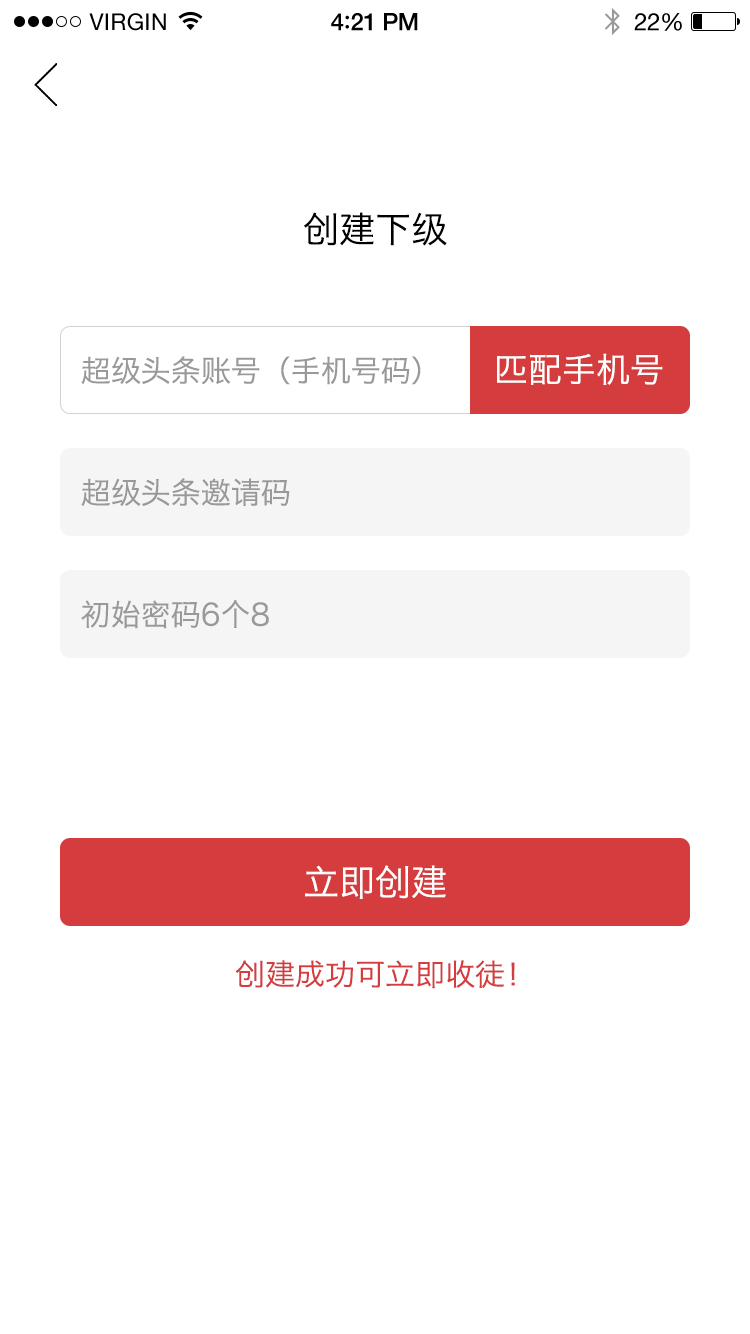 VIRGIN 4:21 PM 22%
创建下级
超级头条账号（手机号码） 匹配手机号
超级头条邀请码
初始密码6个8
立即创建
创建成功可立即收徒！